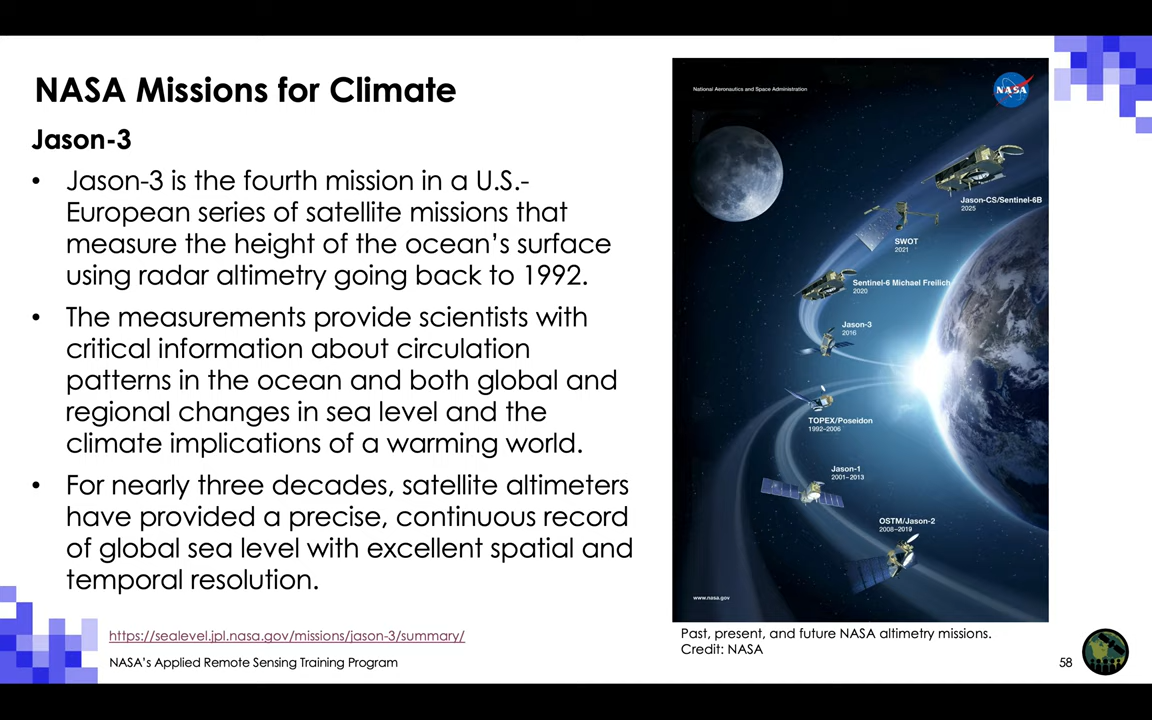 NASA Missions for Climate
Jason-3
• Jason-3 is the fourth mission in a U.S.-
European series of satellite missions that
measure the height of the ocean’s surface
using radar altimetry going back to 1992.
• The measurements provide scientists with
critical information about circulation
patterns in the ocean and both global and
regional changes in sea level and the
climate implications of a warming world.
• For nearly three decades, satellite altimeters
have provided a precise, continuous record
of global sea level with excellent spatial and
temporal resolution.
https://sealevel.jpl.nasa.gov/missions/jason-3/summary/
NASA’s Applied Remote Sensing Training Program
National Aeronautics and Space Administration
NASA
Jason-CS/Sentinel-6B
2025
SWOT
2021
Sentinel-6 Michael Freilich
2020
Jason-3
2016
TOPEX/Poseidon
1992–2006
Jason-1
2001–2013
OSTM/Jason-2
2008–2019
www.nasa.gov
Past, present, and future NASA altimetry missions.
Credit: NASA
58